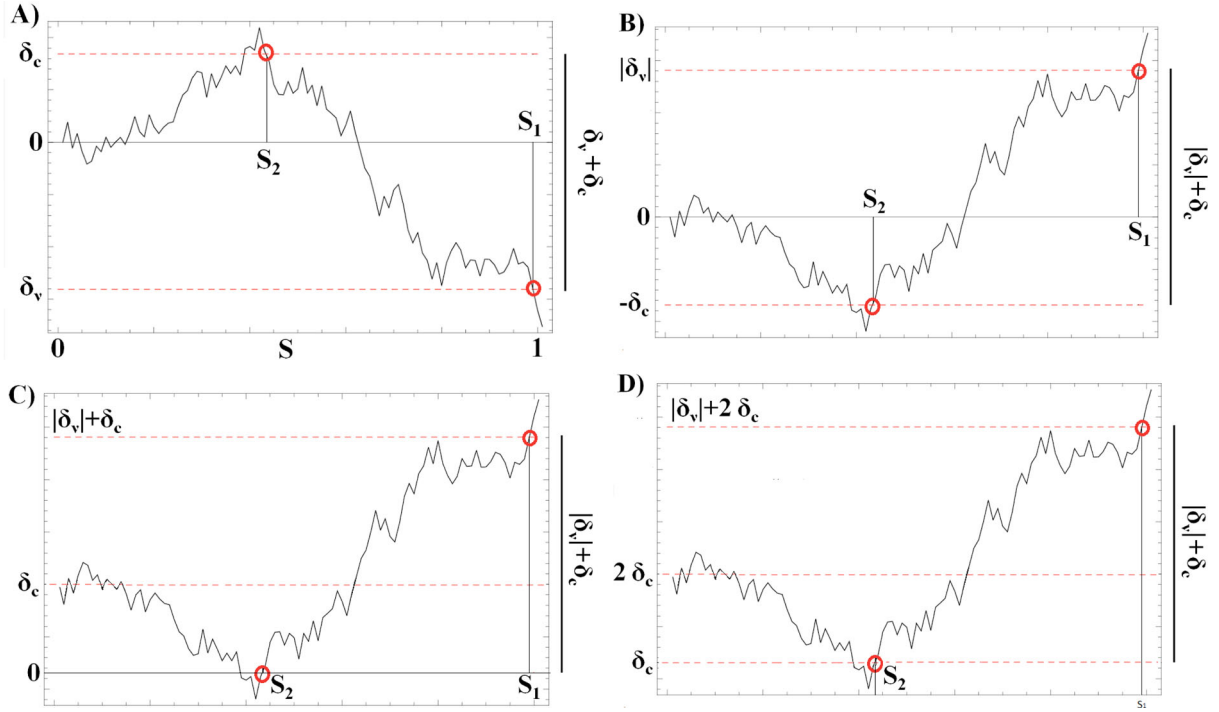 A)
δc
0
δv
S2
S1
δv + δc
0
S
1
B)
|δv|
0
-δc
S2
S1
|δv|+δc
C)
|δv|+δc
δc
0
S2
S1
|δv|+δc
D)
|δv|+2 δc
2 δc
δc
S2
S1
|δv|+δc